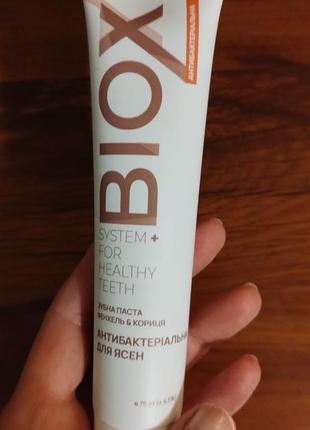 АНТИБАКТЕРІАЛЬНА
BIOX
SYSTEM +
FOR
HEALTHY
TEETH
ЗУБНА ПАСТА
ФЕНХЕЛЬ & КОРИЦЯ
АНТИБАКТЕРІАЛЬНА
ДЛЯ ЯСЕН